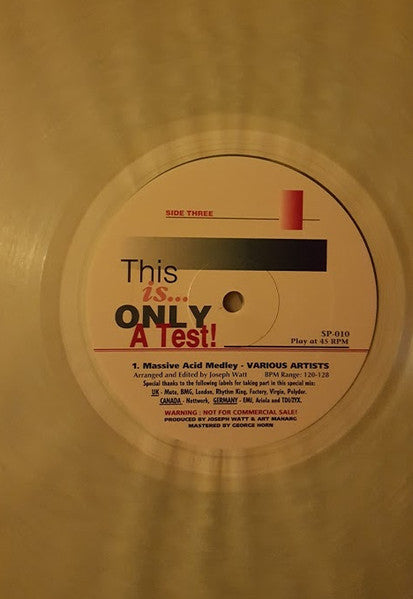 SIDE THREE
This
is...
ONLY
A Test!
SP-010
Play at 45 RPM
1. Massive Acid Medley - VARIOUS ARTISTS
Arranged and Edited by Joseph Watt BPM Range: 120-128
Special thanks to the following labels for taking part in this special mix:
UK - Mute, BMG, London, Rhythm King, Factory, Virgin, Polydor.
CANADA - Nettwork, GERMANY - EMI, Ariola and TDI/ZYX.
WARNING : NOT FOR COMMERCIAL SALE!
PRODUCED BY JOSEPH WATT & ART MAHARG
MASTERED BY GEORGE HORN